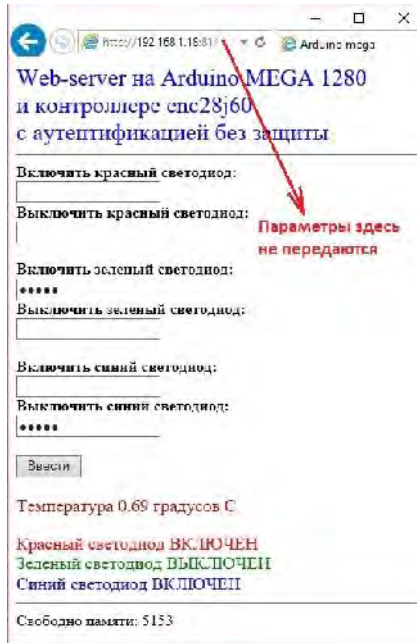 http://192.168.1.18:81
Arduino mega
Web-server на Arduino MEGA 1280
и контроллере enc28j60
с аутентификацией без защиты
Включить красный светодиод:
Выключить красный светодиод:
Параметры здесь
не передаются
Включить зеленый светодиод:
•••••
Выключить зеленый светодиод:
Включить синий светодиод:
Выключить синий светодиод:
•••••
Ввести
Температура 0.69 градусов C
Красный светодиод ВКЛЮЧЕН
Зеленый светодиод ВЫКЛЮЧЕН
Синий светодиод ВКЛЮЧЕН
Свободно памяти: 5153